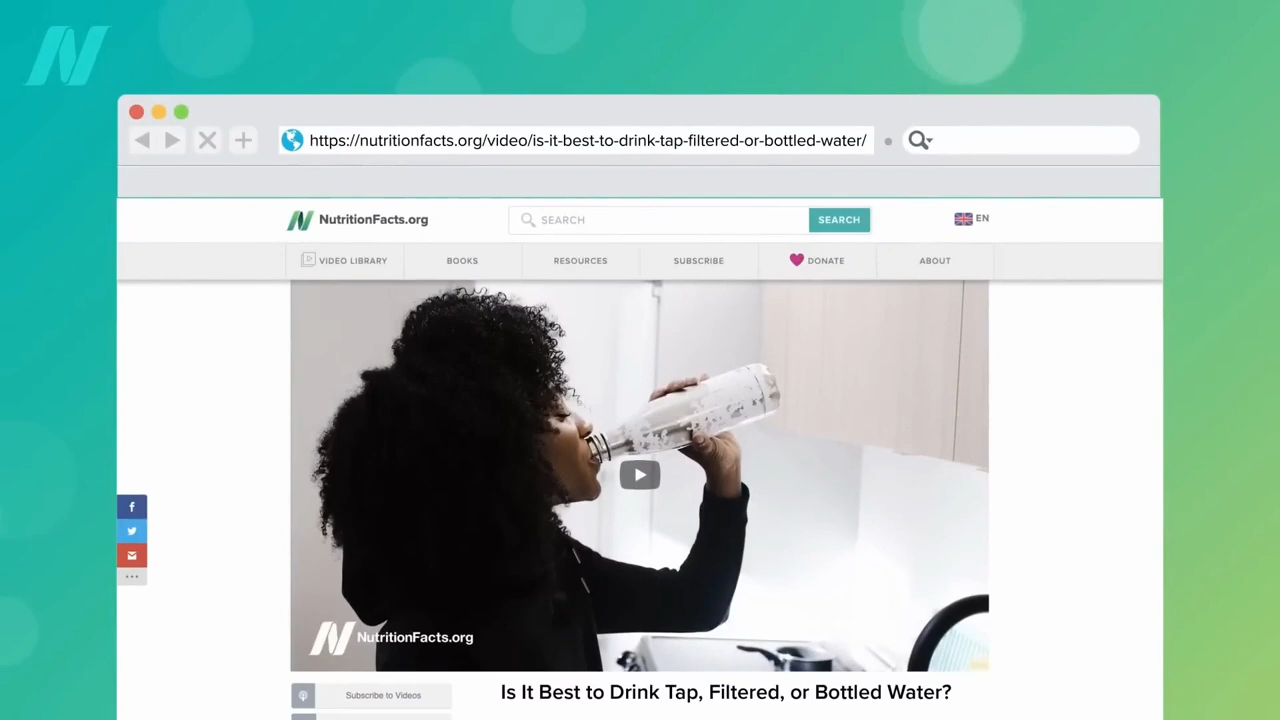 https://nutritionfacts.org/video/is-it-best-to-drink-tap-filtered-or-bottled-water/
NutritionFacts.org
SEARCH
SEARCH
EN
VIDEO LIBRARY
BOOKS
RESOURCES
SUBSCRIBE
DONATE
ABOUT
NutritionFacts.org
Subscribe to Videos
Is It Best to Drink Tap, Filtered, or Bottled Water?